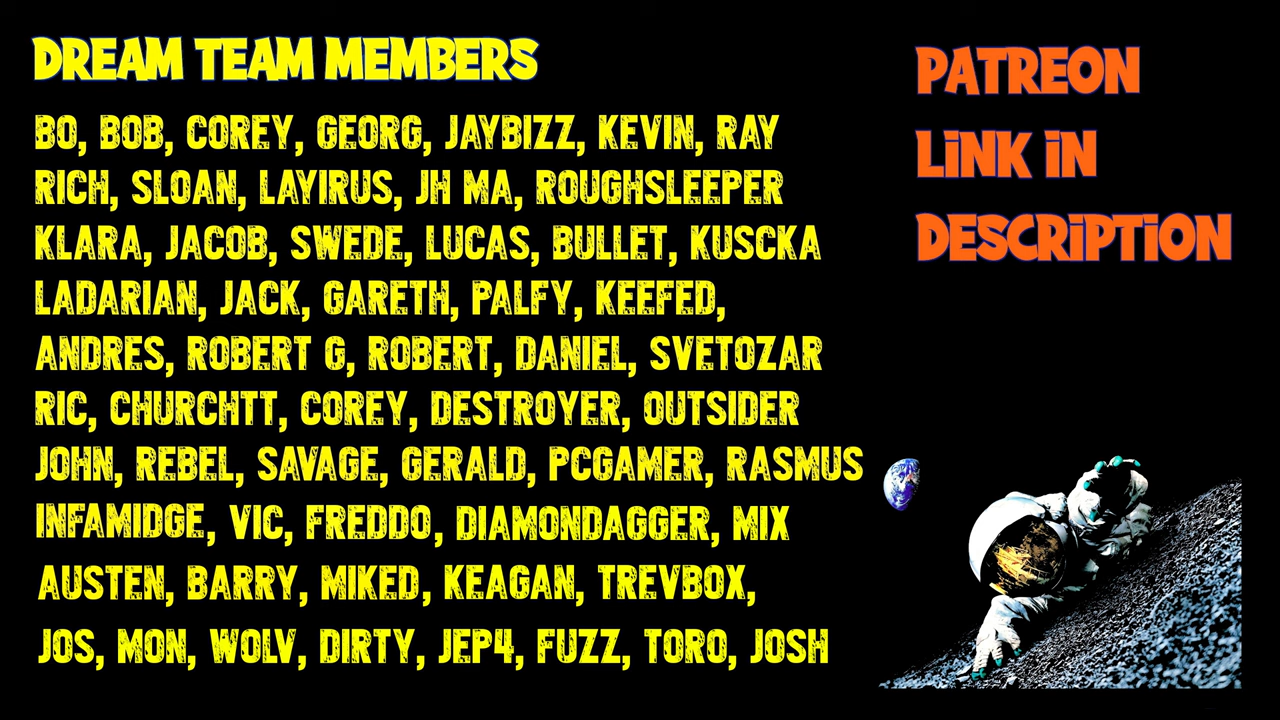 DREAM TEAM MEMBERS
BO, BOB, COREY, GEORG, JAYBIZZ, KEVIN, RAY
RICH, SLOAN, LAYIRUS, JH MA, ROUGHSLEEPER
KLARA, JACOB, SWEDE, LUCAS, BULLET, KUSCKA
LADARIAN, JACK, GARETH, PALFY, KEEFED,
ANDRES, ROBERT G, ROBERT, DANIEL, SVETOZAR
RIC, CHURCHTT, COREY, DESTROYER, OUTSIDER
JOHN, REBEL, SAVAGE, GERALD, PCGAMER, RASMUS
INFAMIDGE, VIC, FREDDO, DIAMONDAGGER, MIX
AUSTEN, BARRY, MIKED, KEAGAN, TREVBOX,
JOS, MON, WOLV, DIRTY, JEP4, FUZZ, TORO, JOSH
PATREON
LiNK iN
DESCRiPTiON